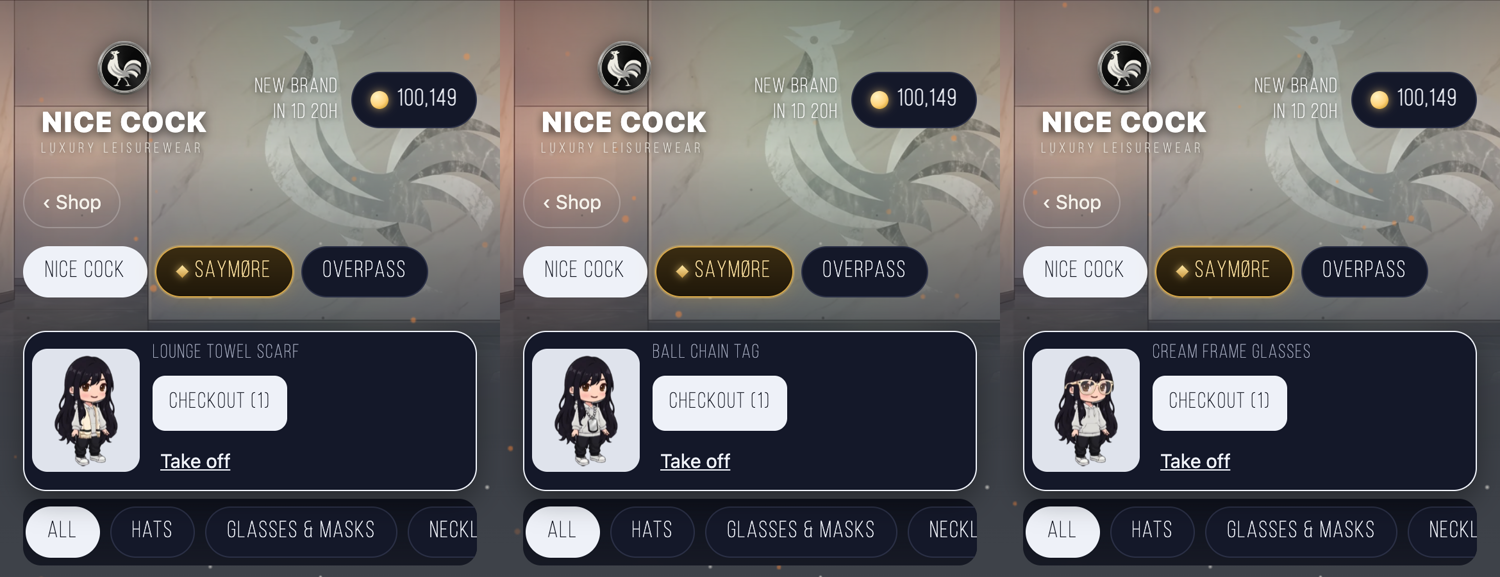 NEW BRAND
IN 1D 20H
100,149
NICE COCK
LUXURY LEISUREWEAR
‹ Shop
NICE COCK
SAYMØRE
OVERPASS
LOUNGE TOWEL SCARF
CHECKOUT (1)
Take off
ALL
HATS
GLASSES & MASKS
NECKL
NEW BRAND
IN 1D 20H
100,149
NICE COCK
LUXURY LEISUREWEAR
‹ Shop
NICE COCK
SAYMØRE
OVERPASS
BALL CHAIN TAG
CHECKOUT (1)
Take off
ALL
HATS
GLASSES & MASKS
NECKL
NEW BRAND
IN 1D 20H
100,149
NICE COCK
LUXURY LEISUREWEAR
‹ Shop
NICE COCK
SAYMØRE
OVERPASS
CREAM FRAME GLASSES
CHECKOUT (1)
Take off
ALL
HATS
GLASSES & MASKS
NECKL